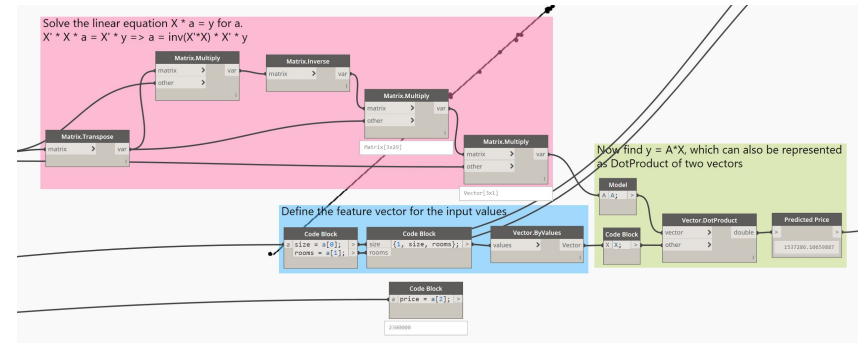 Solve the linear equation X * a = y for a.
X' * X * a = X' * y => a = inv(X'*X) * X' * y
Matrix.Multiply
matrix > var
other >
Matrix.Inverse
matrix > var
Matrix.Multiply
matrix > var
other >
Matrix[3x20]
Matrix.Transpose
matrix > var
Matrix.Multiply
matrix > var
other >
Vector[3x1]
Now find y = A*X, which can also be represented
as DotProduct of two vectors
Model
A A; >
Vector.DotProduct
vector > double
other >
Predicted Price
> >
1537286.10659887
Code Block
X X; >
Define the feature vector for the input values
Code Block
a size = a[0]; >
rooms = a[1]; >
Code Block
size {1, size, rooms}; >
rooms
Vector.ByValues
values > Vector
Code Block
a price = a[2]; >
2300000